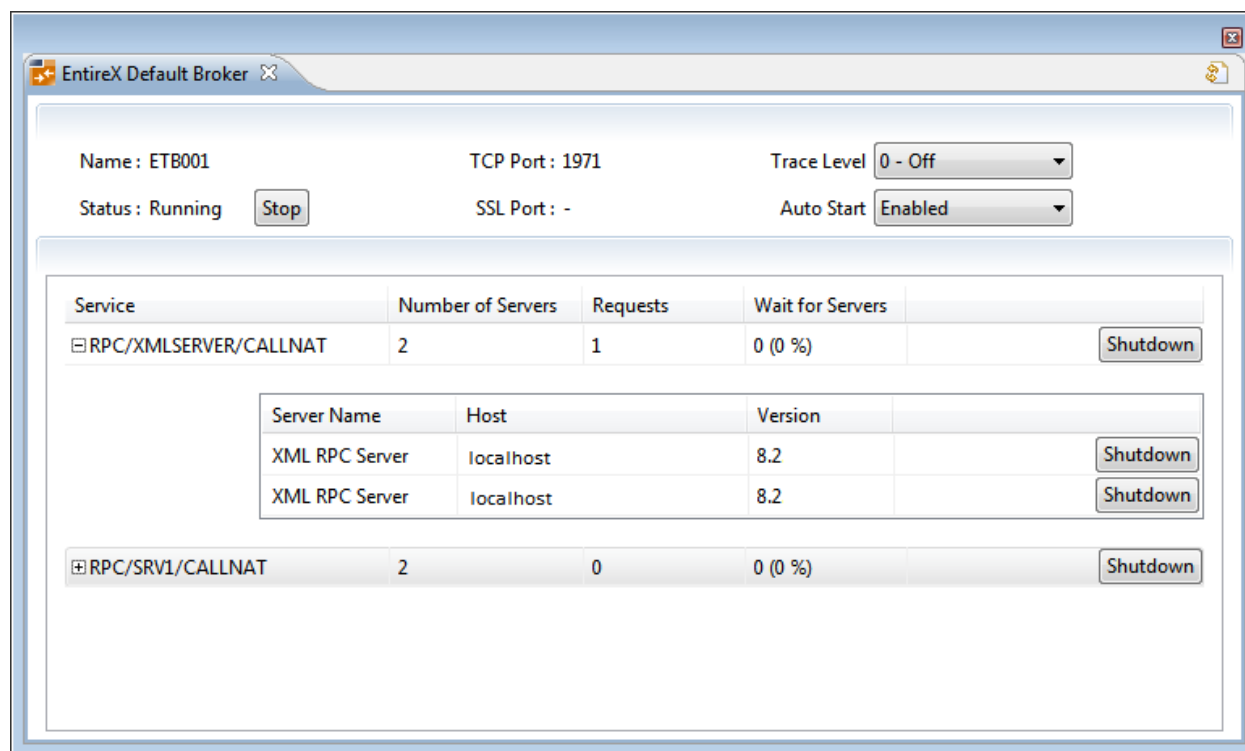 EntireX Default Broker
Name : ETB001 TCP Port : 1971 Trace Level 0 - Off
Status : Running Stop SSL Port : - Auto Start Enabled
Service Number of Servers Requests Wait for Servers
RPC/XMLSERVER/CALLNAT 2 1 0 (0 %) Shutdown
Server Name Host Version
XML RPC Server localhost 8.2 Shutdown
XML RPC Server localhost 8.2 Shutdown
RPC/SRV1/CALLNAT 2 0 0 (0 %) Shutdown